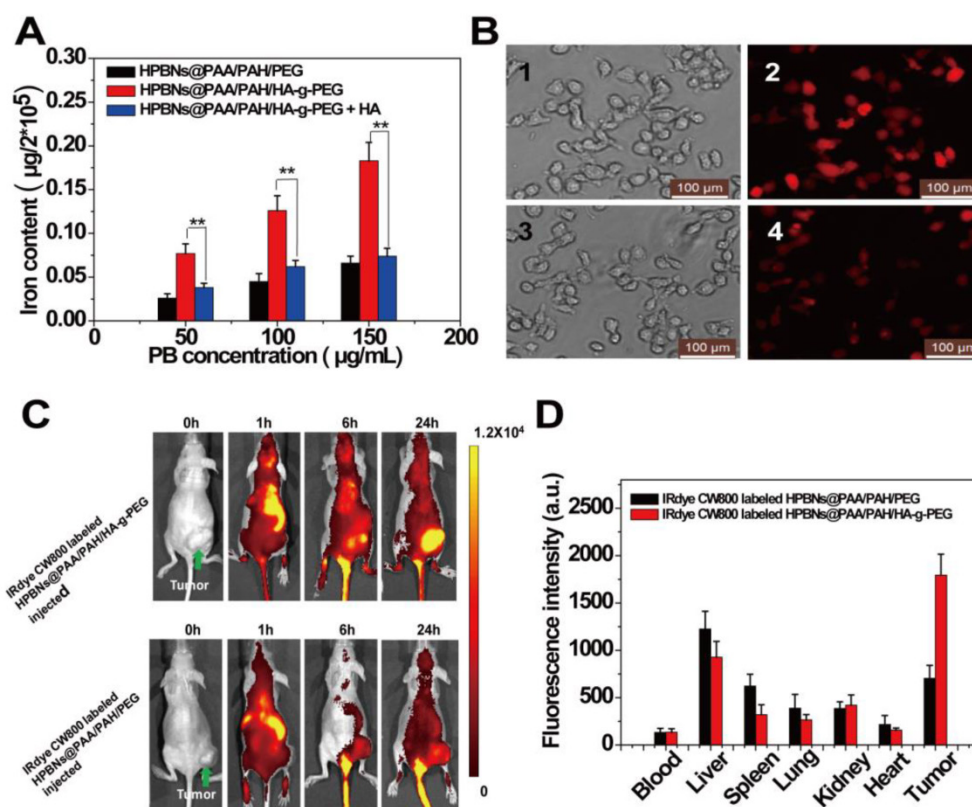 A
Iron content ( µg/2*10⁵)
0.30
0.25
0.20
0.15
0.10
0.05
0.00
HPBNs@PAA/PAH/PEG
HPBNs@PAA/PAH/HA-g-PEG
HPBNs@PAA/PAH/HA-g-PEG + HA
**
**
**
0
50
100
150
200
PB concentration ( µg/mL)
B
1
100 µm
2
100 µm
3
100 µm
4
100 µm
C
0h
1h
6h
24h
IRdye CW800 labeled
HPBNs@PAA/PAH/HA-g-PEG
injected
Tumor
0h
1h
6h
24h
IRdye CW800 labeled
HPBNs@PAA/PAH/PEG
injected
Tumor
1.2X10⁴
0
D
Fluorescence intensity (a.u.)
2500
2000
1500
1000
500
0
IRdye CW800 labeled HPBNs@PAA/PAH/PEG
IRdye CW800 labeled HPBNs@PAA/PAH/HA-g-PEG
Blood
Liver
Spleen
Lung
Kidney
Heart
Tumor